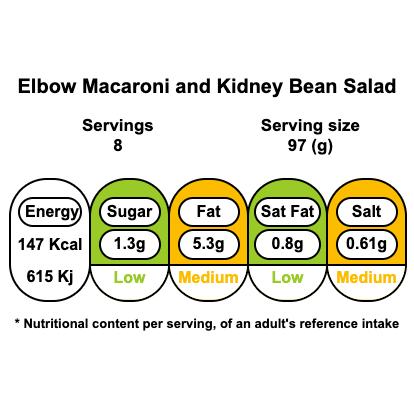 Elbow Macaroni and Kidney Bean Salad
Servings
8
Serving size
97 (g)
Energy
147 Kcal
615 Kj
Sugar
1.3g
Low
Fat
5.3g
Medium
Sat Fat
0.8g
Low
Salt
0.61g
Medium
* Nutritional content per serving, of an adult's reference intake